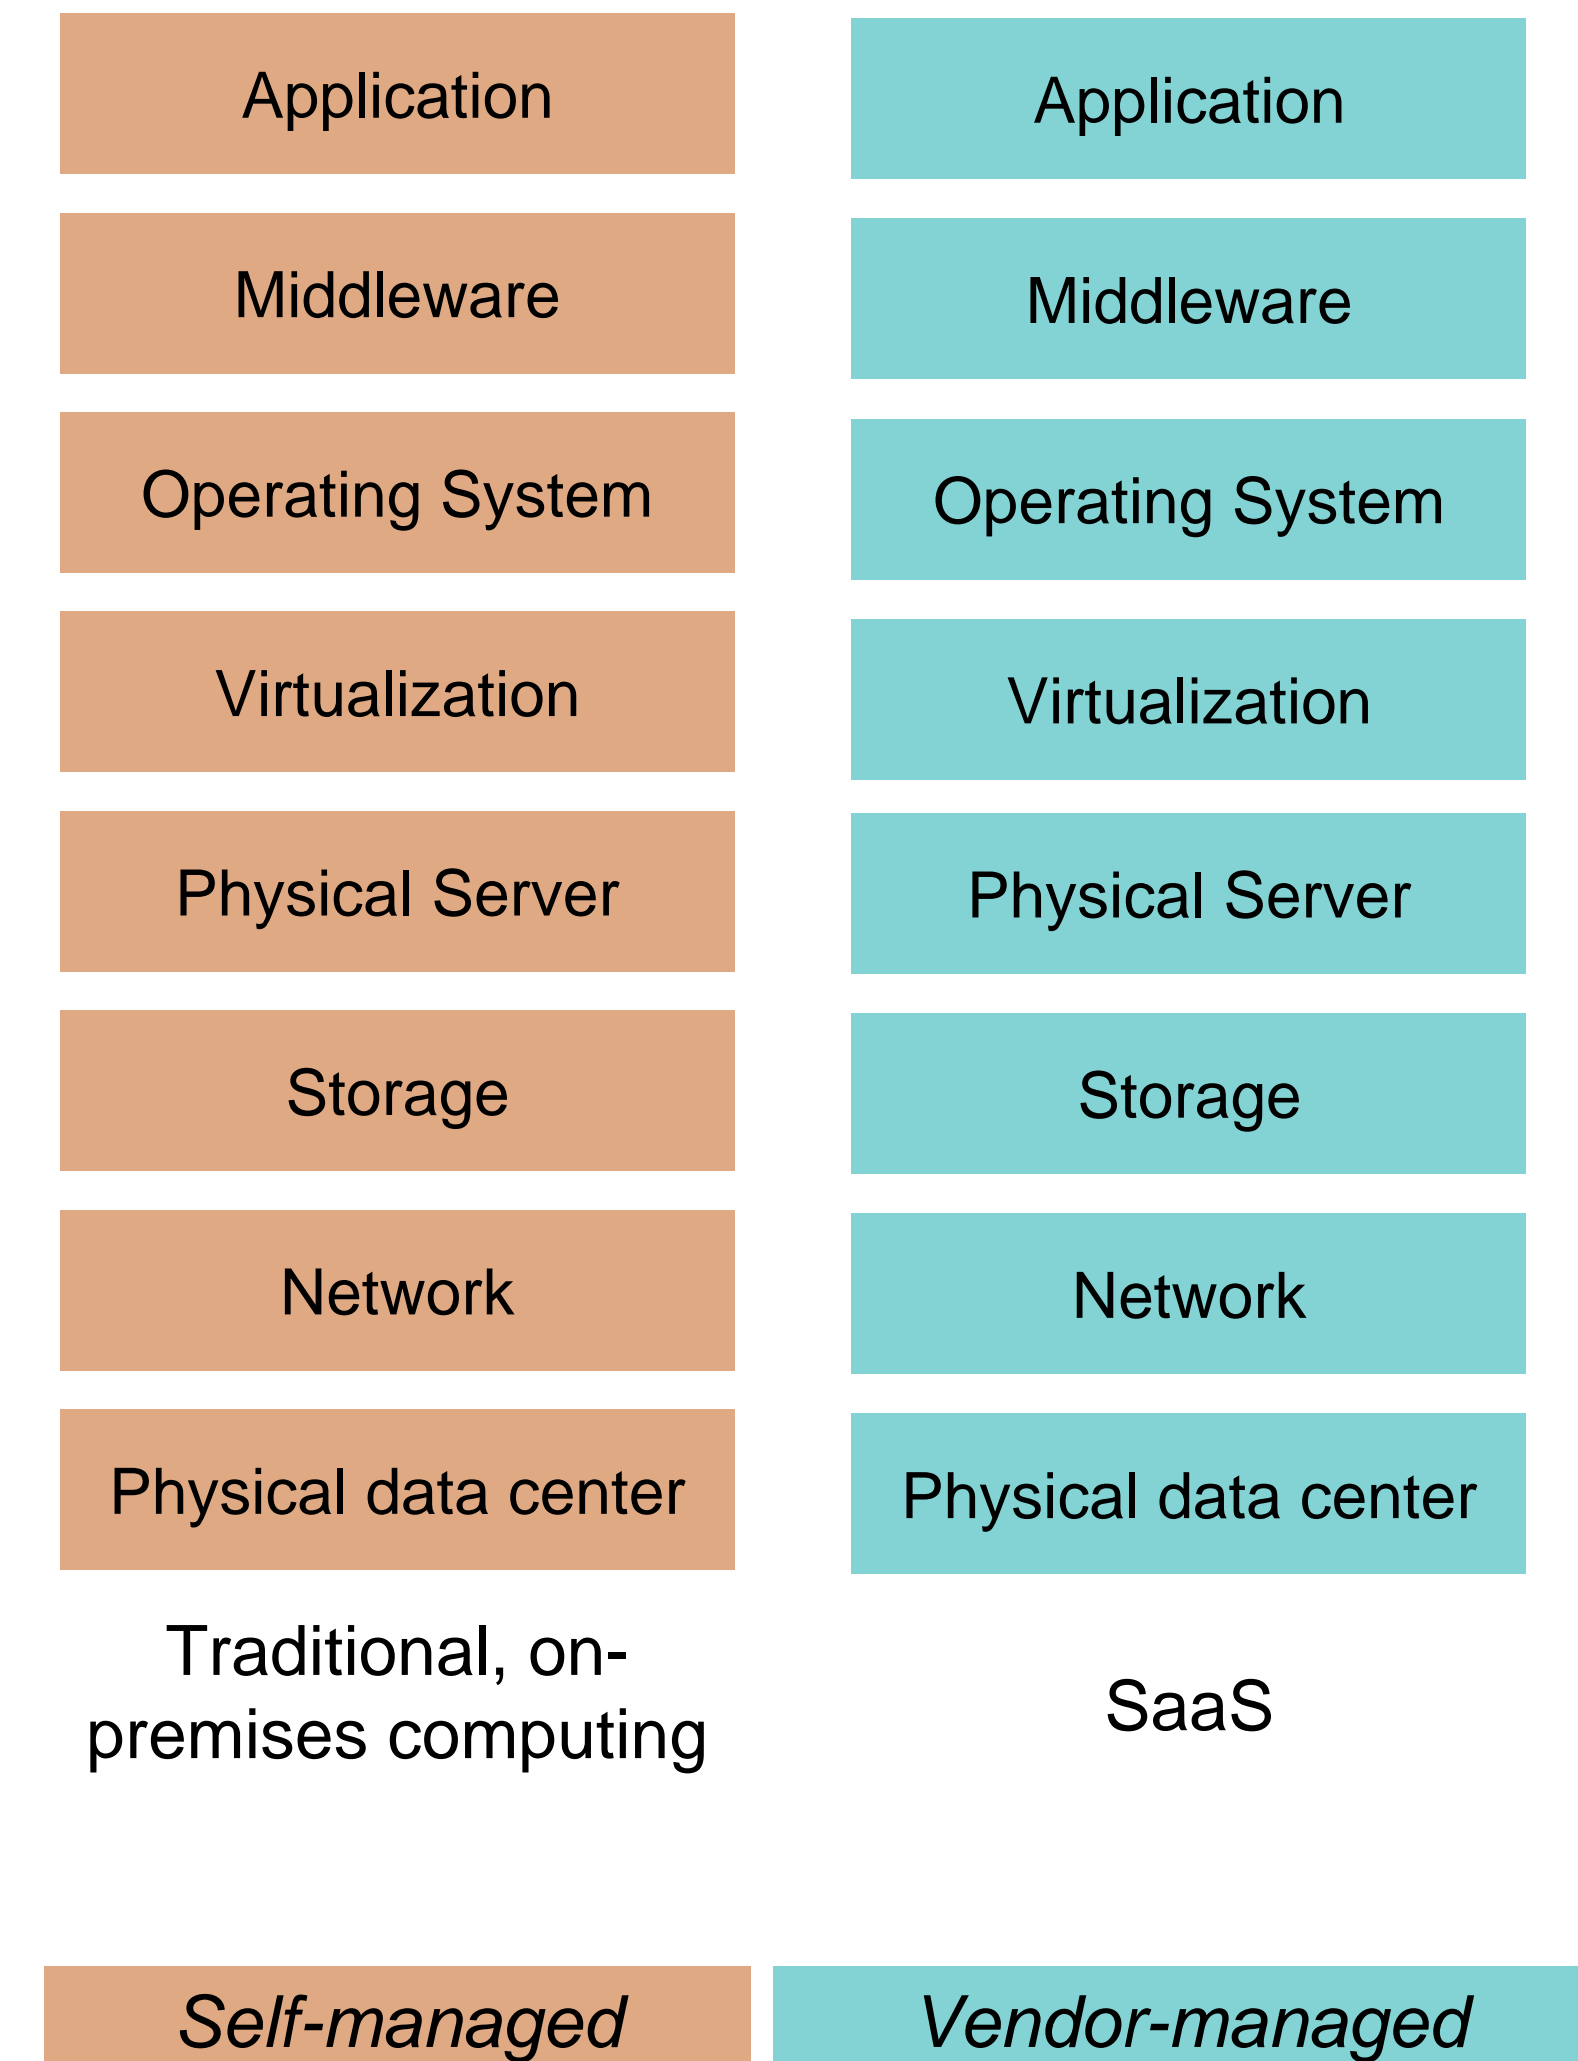 Application
Middleware
Operating System
Virtualization
Physical Server
Storage
Network
Physical data center
Traditional, on-
premises computing
Application
Middleware
Operating System
Virtualization
Physical Server
Storage
Network
Physical data center
SaaS
Self-managed
Vendor-managed